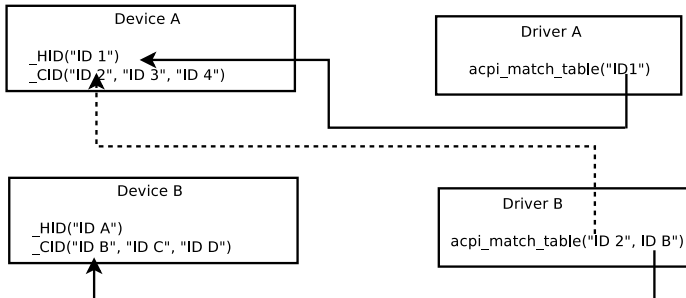 Device A
_HID("ID 1")
_CID("ID 2", "ID 3", "ID 4")
Driver A
acpi_match_table("ID1")
Device B
_HID("ID A")
_CID("ID B", "ID C", "ID D")
Driver B
acpi_match_table("ID 2", ID B")